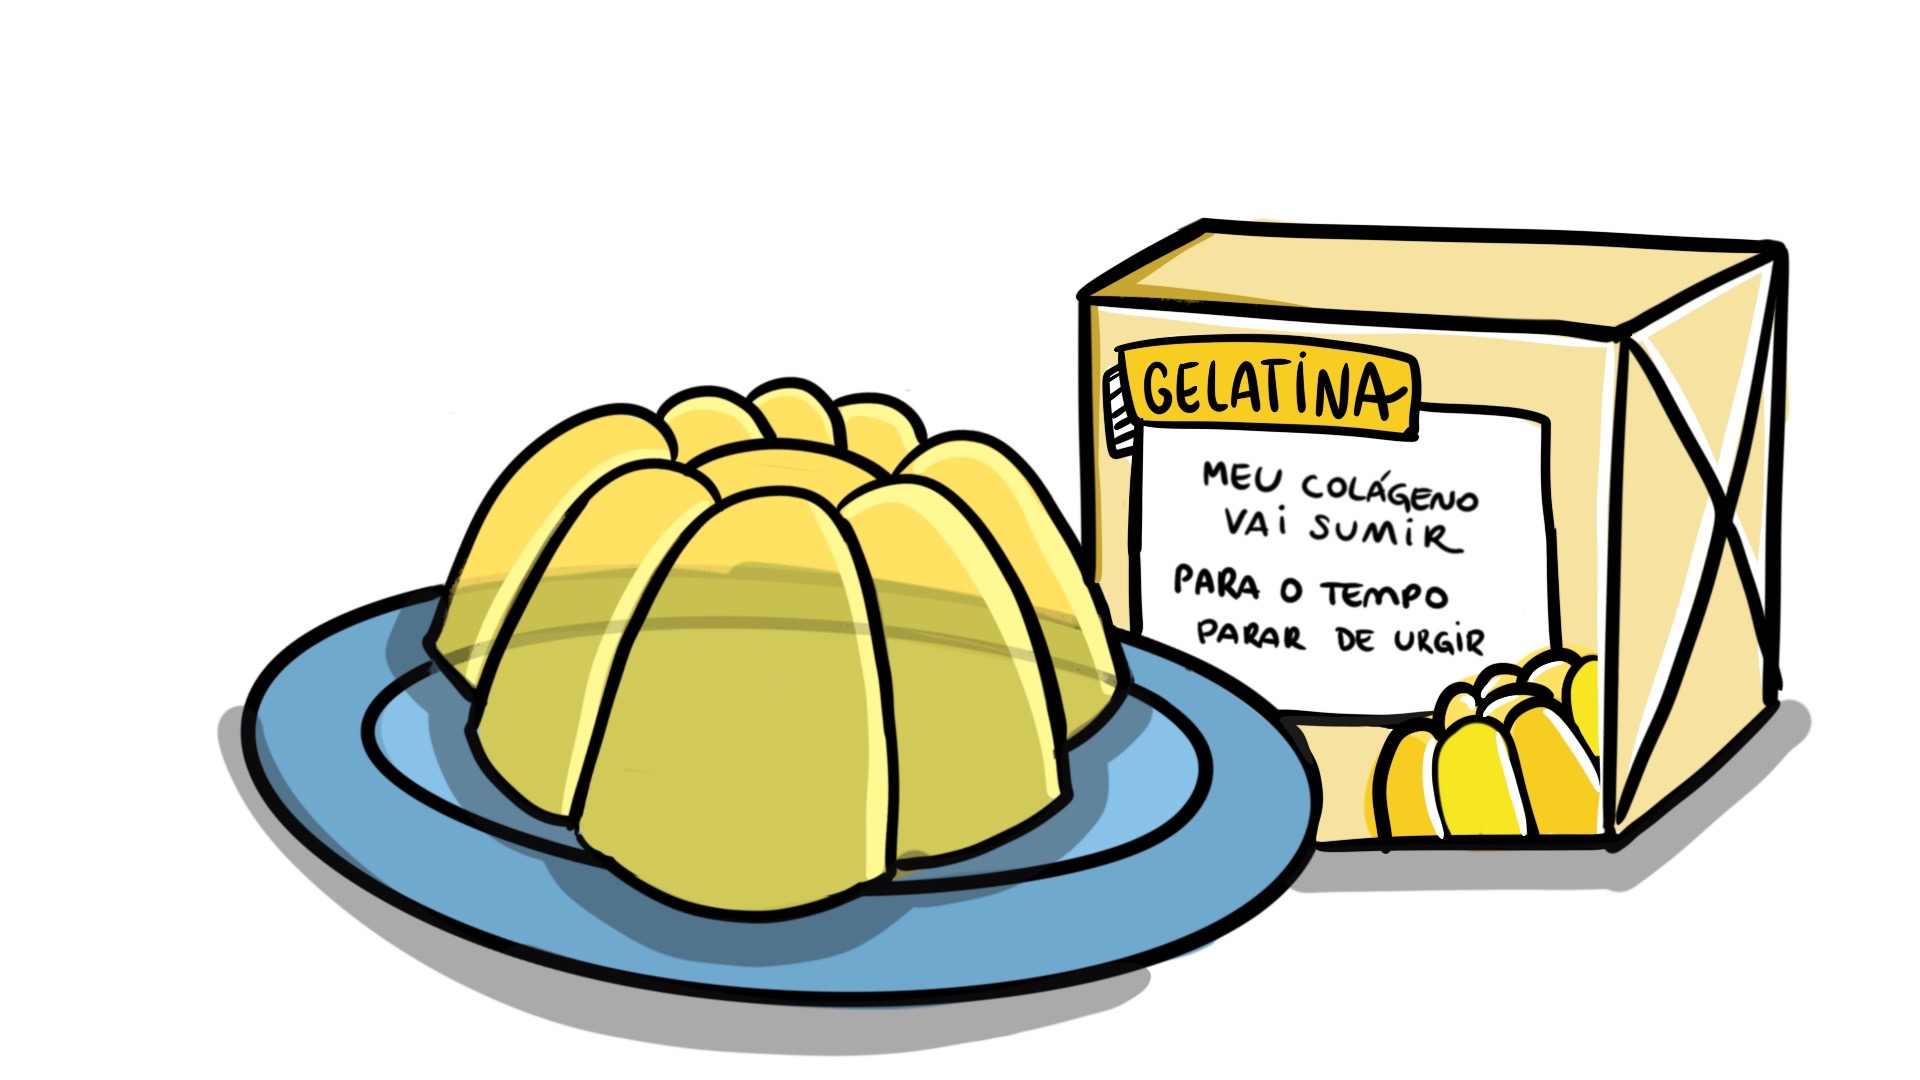 GELATINA
MEU COLÁGENO
VAI SUMIR
PARA O TEMPO
PARAR DE URGIR